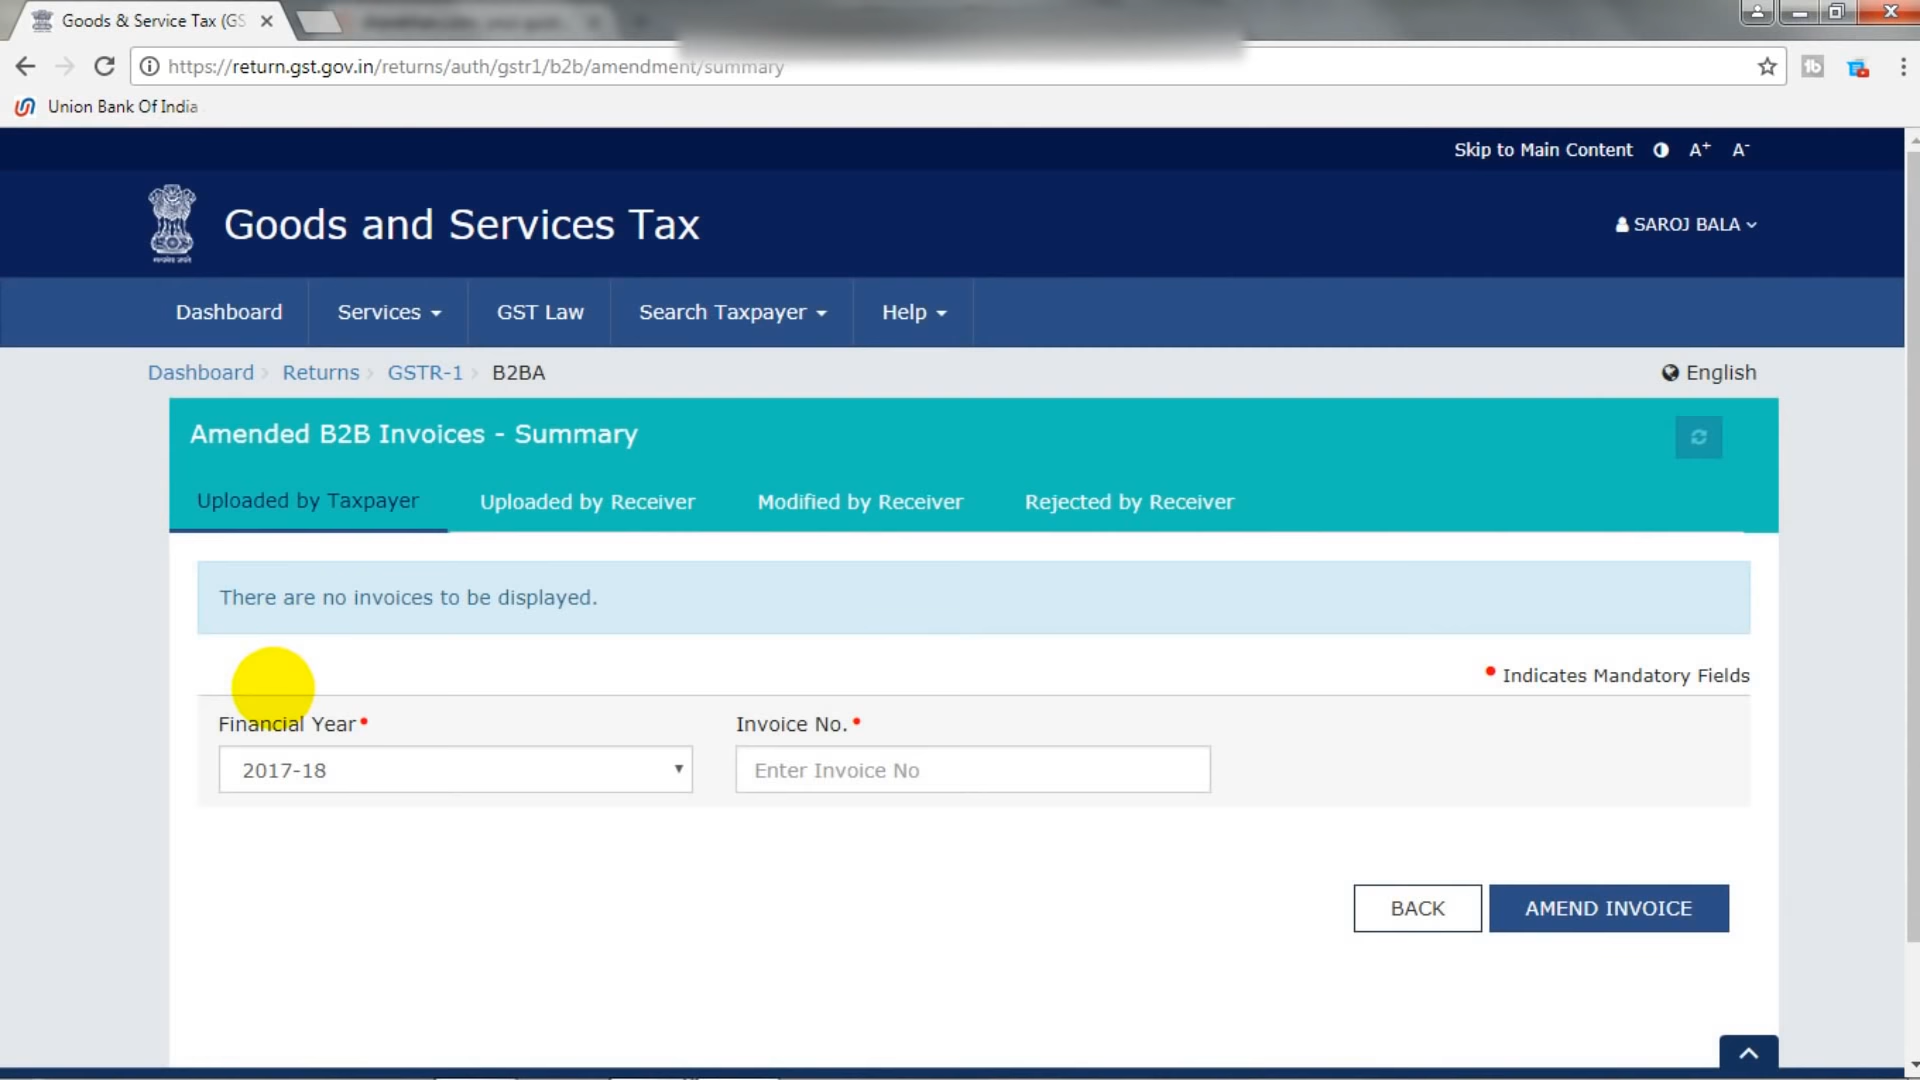 Goods & Service Tax (GS
https://return.gst.gov.in/returns/auth/gstr1/b2b/amendment/summary
Union Bank Of India
Skip to Main Content A+ A-
Goods and Services Tax
SAROJ BALA
Dashboard Services GST Law Search Taxpayer Help
Dashboard Returns GSTR-1 B2BA
English
Amended B2B Invoices - Summary
Uploaded by Taxpayer Uploaded by Receiver Modified by Receiver Rejected by Receiver
There are no invoices to be displayed.
• Indicates Mandatory Fields
Financial Year• Invoice No.•
2017-18 Enter Invoice No
BACK AMEND INVOICE